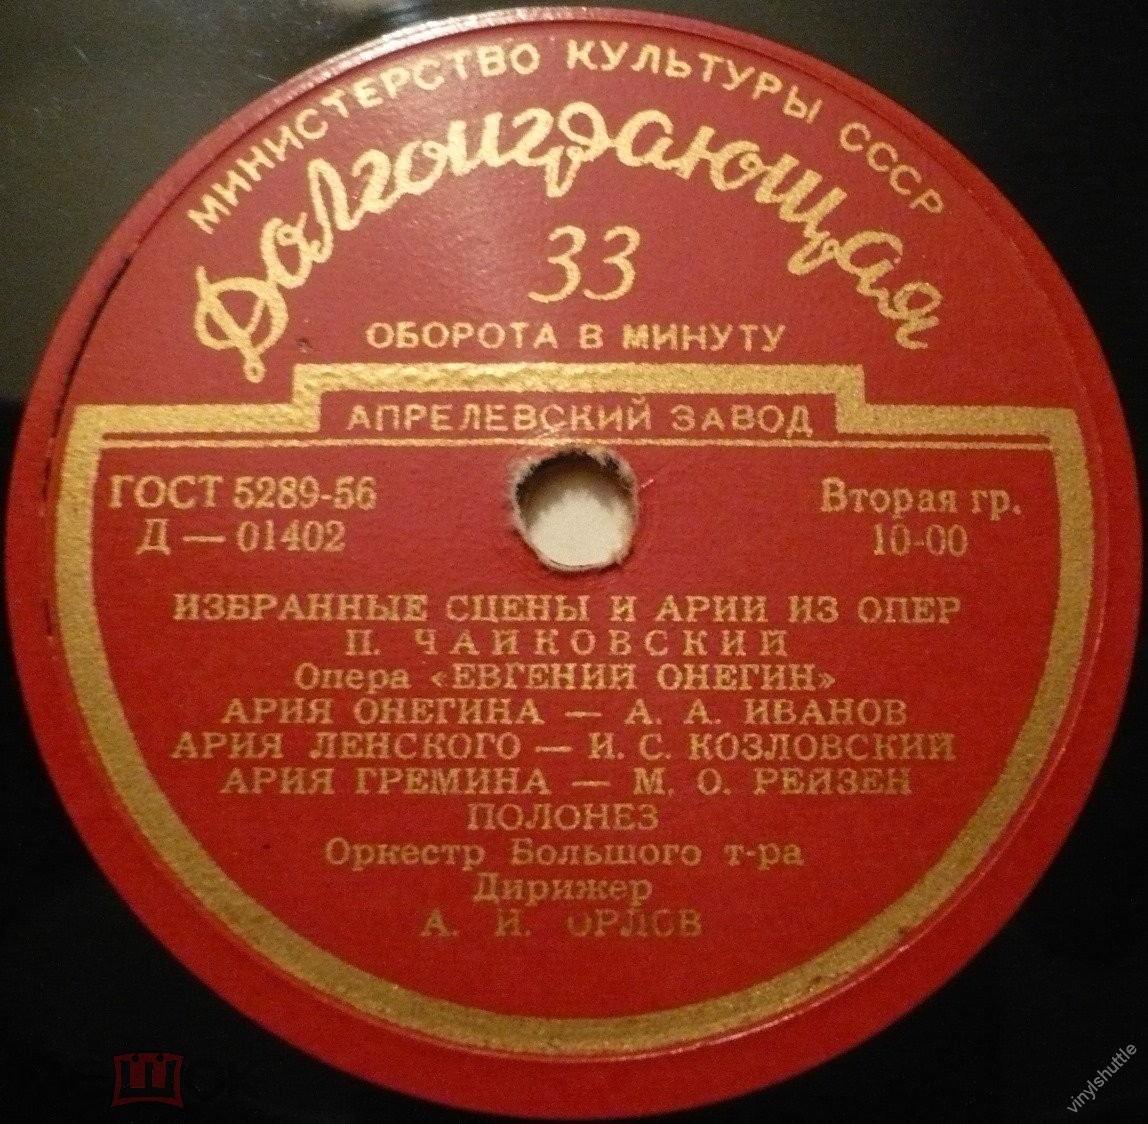 МИНИСТЕРСТВО КУЛЬТУРЫ СССР
Долгоиграющая
33
ОБОРОТА В МИНУТУ
АПРЕЛЕВСКИЙ ЗАВОД
ГОСТ 5289-56
Д — 01402
Вторая гр.
10-00
ИЗБРАННЫЕ СЦЕНЫ И АРИИ ИЗ ОПЕР
П. ЧАЙКОВСКИЙ
Опера «ЕВГЕНИЙ ОНЕГИН»
АРИЯ ОНЕГИНА — А. А. ИВАНОВ
АРИЯ ЛЕНСКОГО — И. С. КОЗЛОВСКИЙ
АРИЯ ГРЕМИНА — М. О. РЕЙЗЕН
ПОЛОНЕЗ
Оркестр Большого т-ра
Дирижер
А. И. ОРЛОВ
vinylshuttle